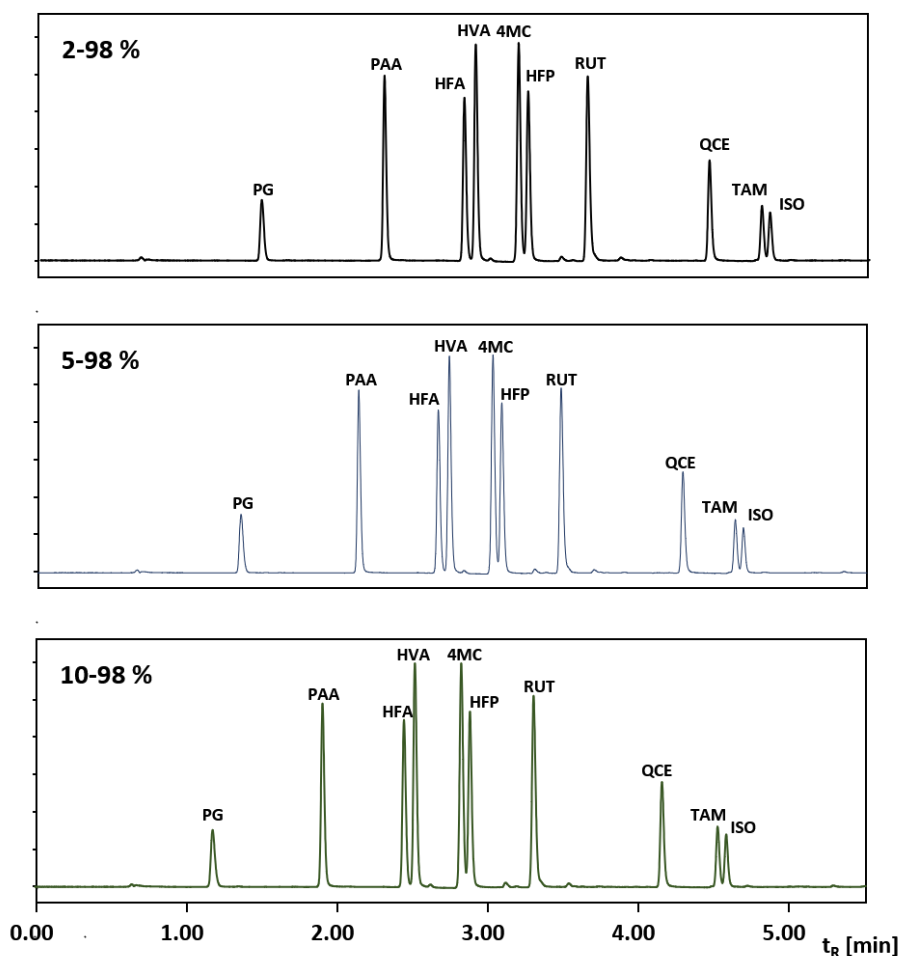 2-98 %
PG
PAA
HFA
HVA
4MC
HFP
RUT
QCE
TAM
ISO
5-98 %
PG
PAA
HFA
HVA
4MC
HFP
RUT
QCE
TAM
ISO
10-98 %
PG
PAA
HFA
HVA
4MC
HFP
RUT
QCE
TAM
ISO
0.00 1.00 2.00 3.00 4.00 5.00
tR [min]